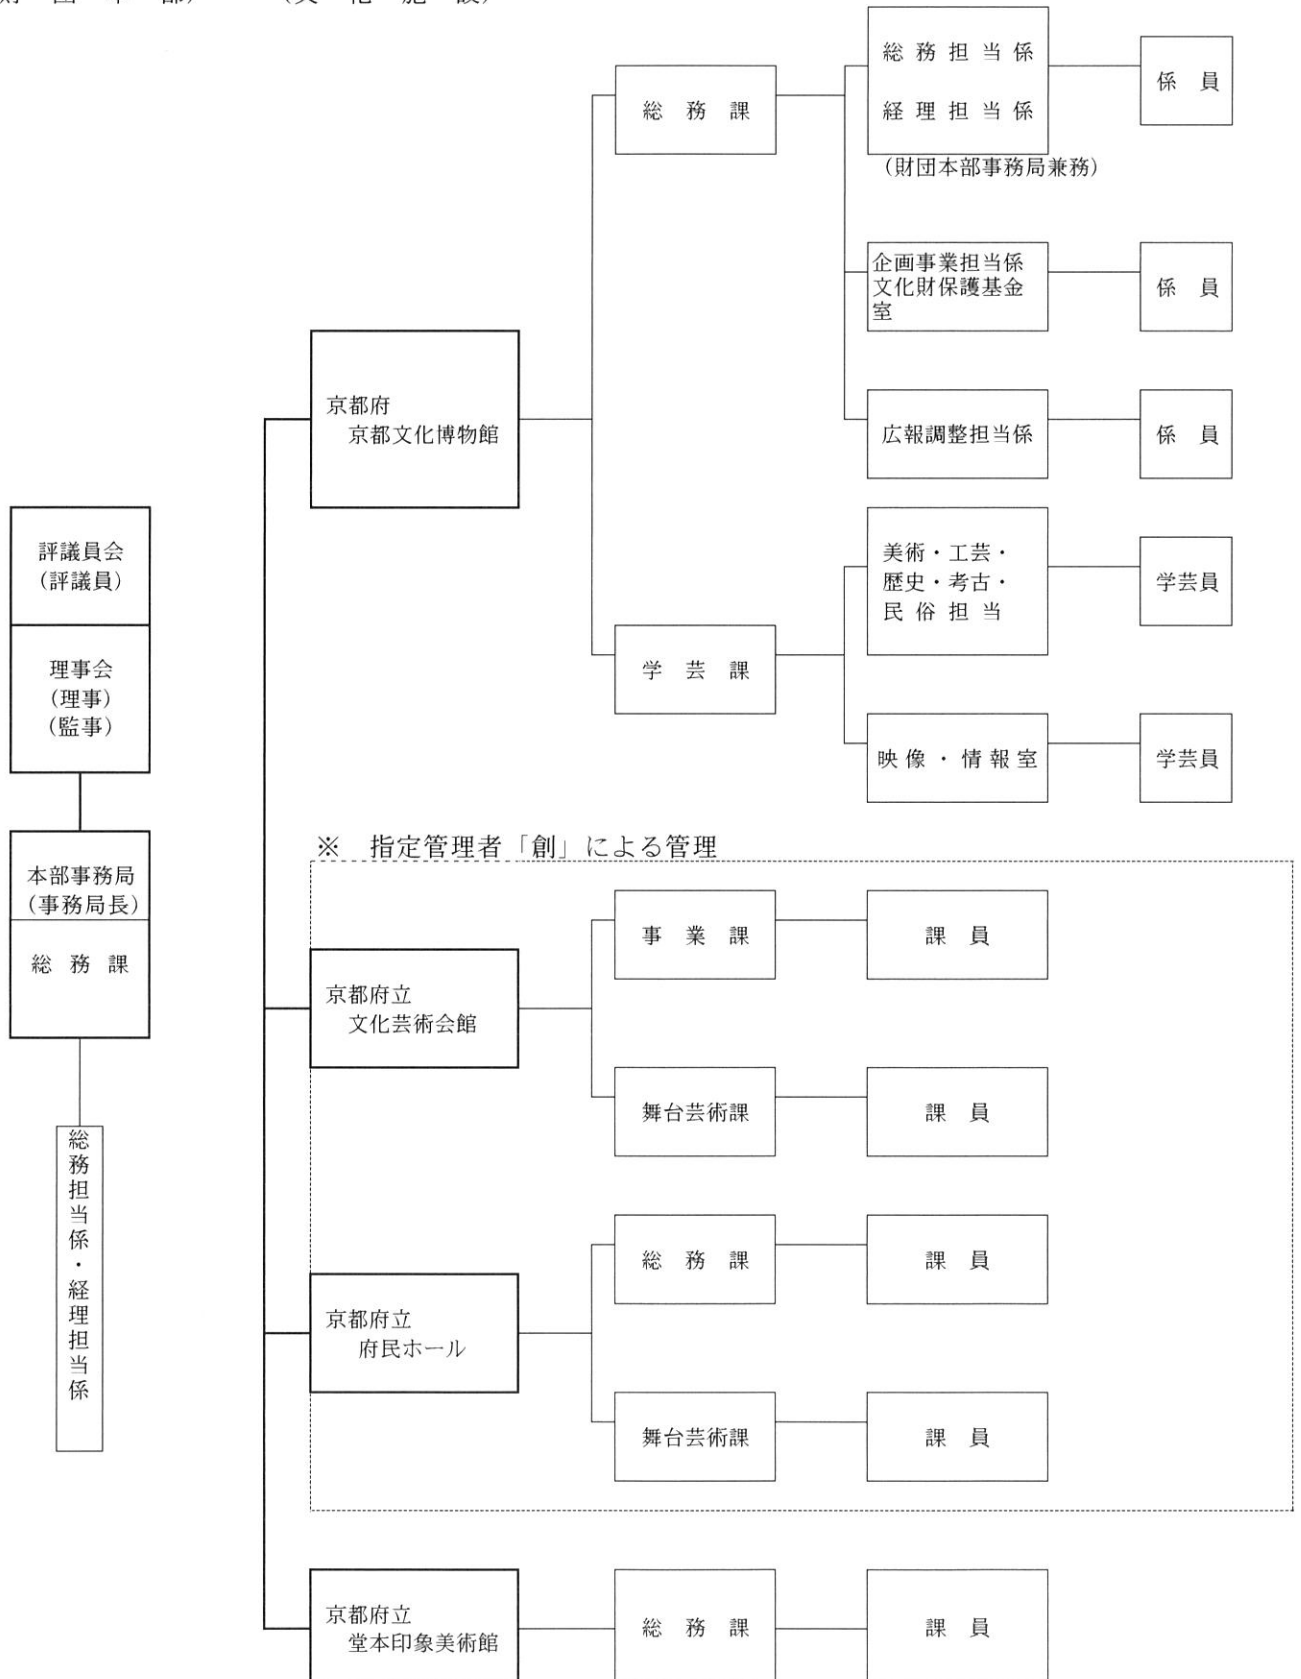 総務担当係
経理担当係
係員
総務課
(財団本部事務局兼務)
企画事業担当係
文化財保護基金
室
係員
京都府
京都文化博物館
広報調整担当係
係員
評議員会
(評議員)
理事会
(理事)
(監事)
美術・工芸・
歴史・考古・
民俗担当
学芸員
学芸課
映像・情報室
学芸員
※ 指定管理者「創」による管理
本部事務局
(事務局長)
総務課
事業課
課員
京都府立
文化芸術会館
舞台芸術課
課員
総務担当係・経理担当係
総務課
課員
京都府立
府民ホール
舞台芸術課
課員
京都府立
堂本印象美術館
総務課
課員